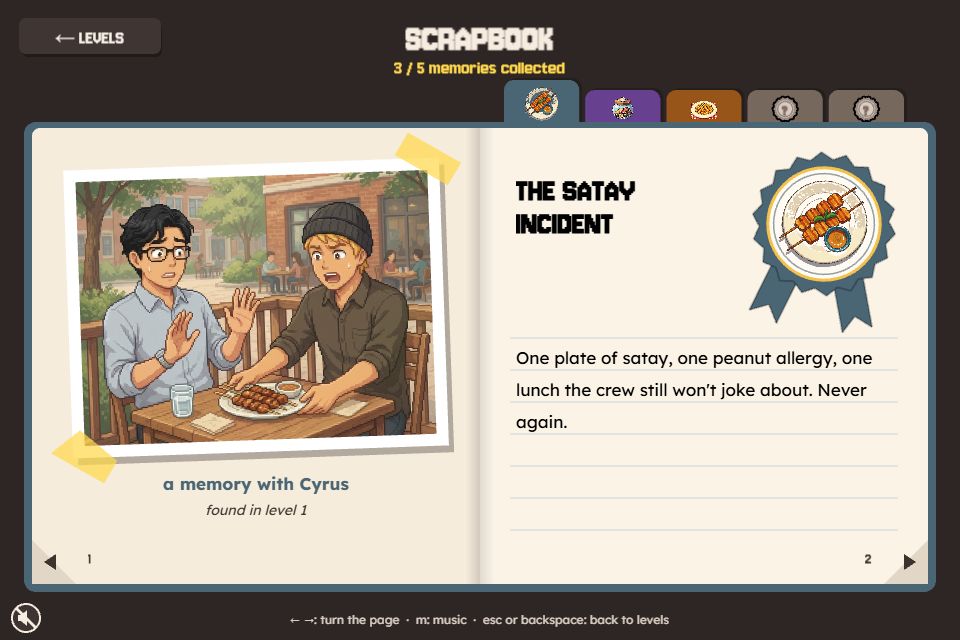 ← LEVELS
SCRAPBOOK
3 / 5 memories collected
?
?
THE SATAY
INCIDENT
One plate of satay, one peanut allergy, one
lunch the crew still won't joke about. Never
again.
a memory with Cyrus
found in level 1
1
2
← →: turn the page · m: music · esc or backspace: back to levels